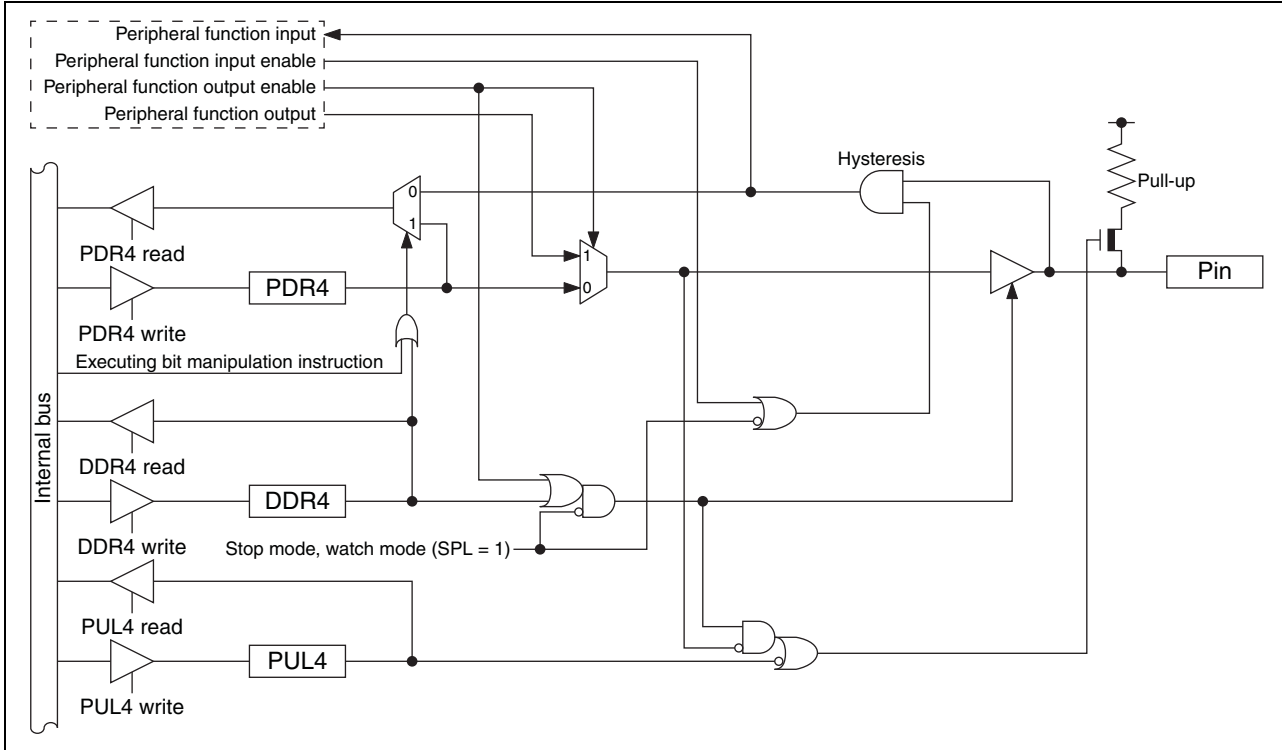 Peripheral function input
Peripheral function input enable
Peripheral function output enable
Peripheral function output
Hysteresis
Pull-up
0
1
PDR4 read
1
0
PDR4
Pin
PDR4 write
Executing bit manipulation instruction
Internal bus
DDR4 read
DDR4
DDR4 write
Stop mode, watch mode (SPL = 1)
PUL4 read
PUL4
PUL4 write